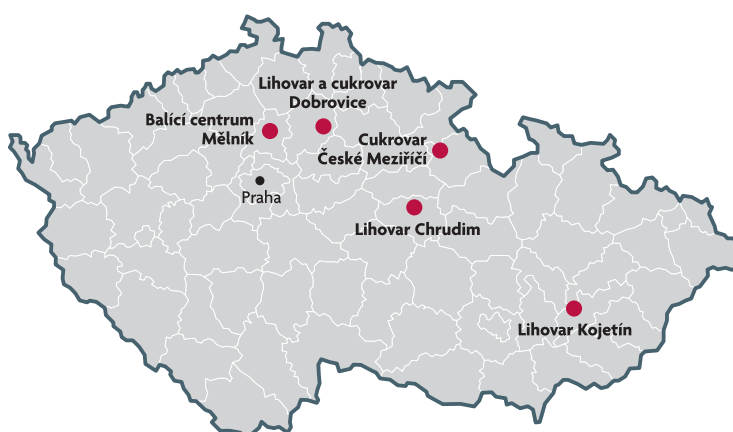 Lihovar a cukrovar
Dobrovice
Balící centrum
Mělník
Cukrovar
České Meziříčí
Praha
Lihovar Chrudim
Lihovar Kojetín